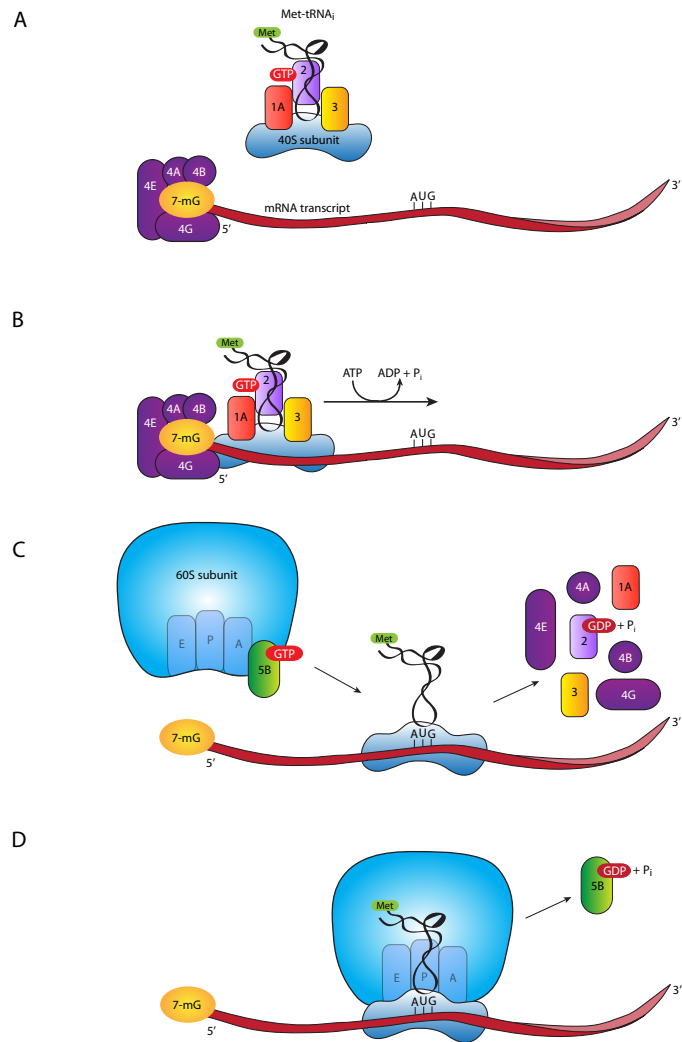 A
Met-tRNAi
Met
GTP
2
1A
3
40S subunit
4E
4A
4B
7-mG
4G
5’
mRNA transcript
AUG
3’
B
Met
GTP
2
1A
3
ATP
ADP + Pi
4E
4A
4B
7-mG
4G
5’
AUG
3’
C
60S subunit
E
P
A
5B
GTP
Met
4A
1A
4E
GDP + Pi
2
4B
3
4G
7-mG
5’
AUG
3’
D
Met
E
P
A
GDP + Pi
5B
7-mG
5’
AUG
3’